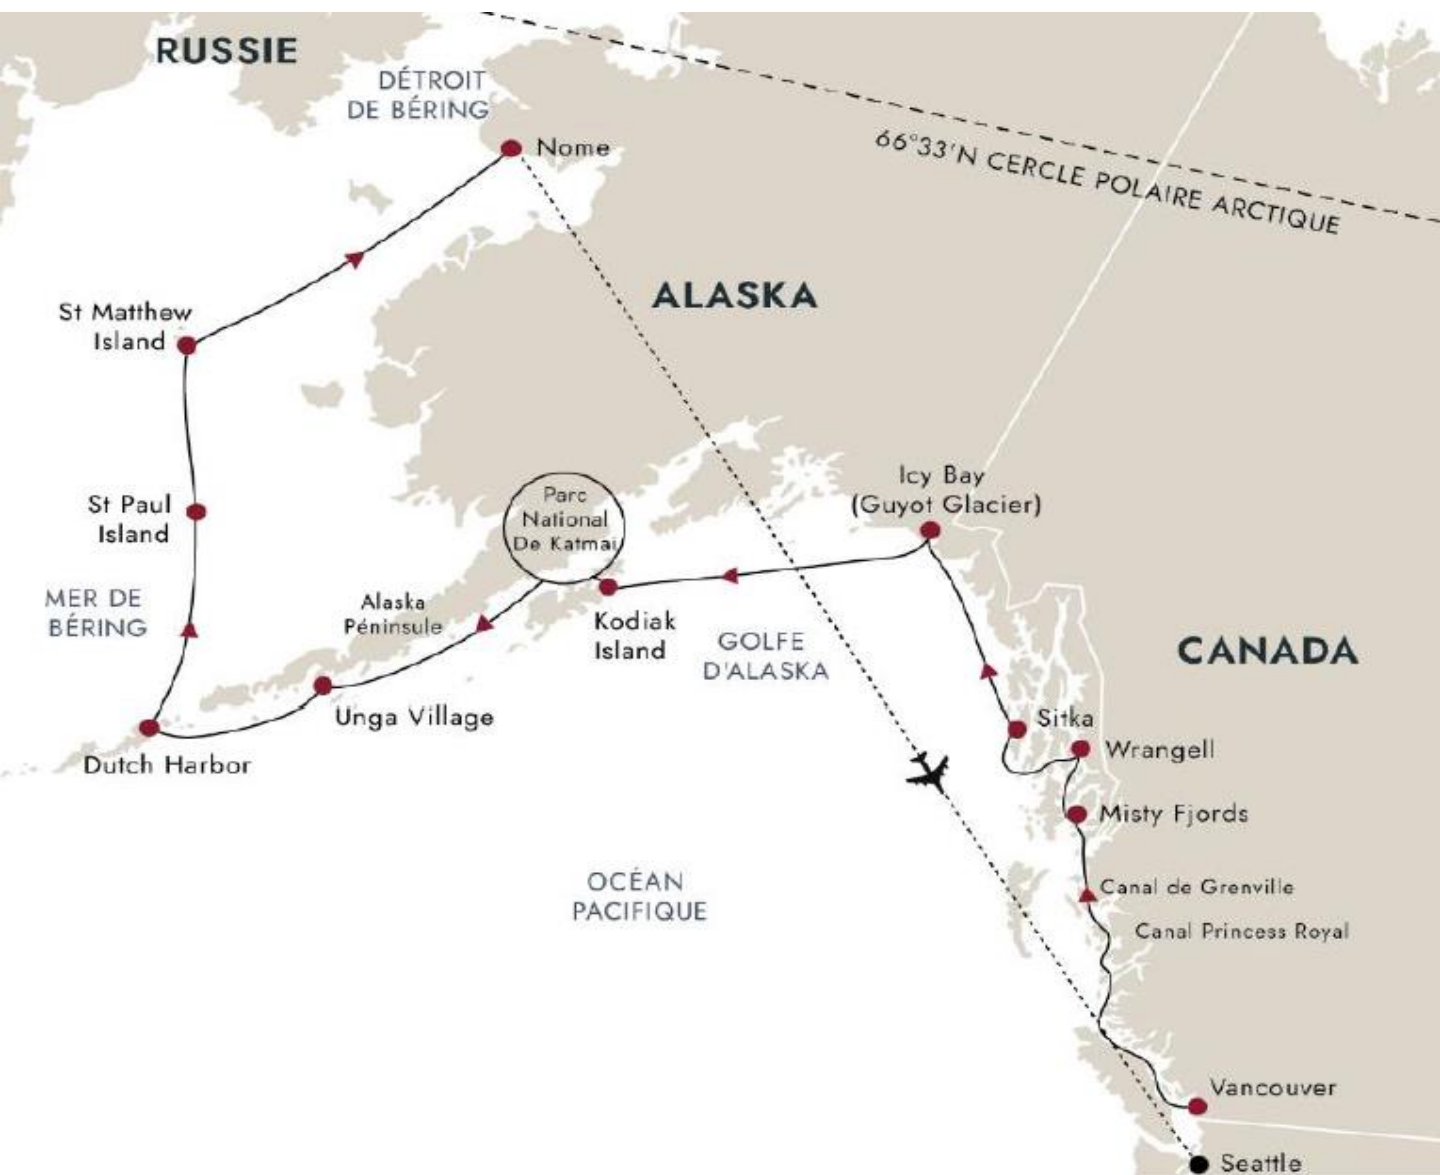 RUSSIE
DÉTROIT
DE BÉRING
Nome
66°33'N CERCLE POLAIRE ARCTIQUE
ALASKA
St Matthew
Island
Icy Bay
(Guyot Glacier)
Parc
National
De Katmai
St Paul
Island
MER DE
BÉRING
Alaska
Péninsule
Kodiak
Island
GOLFE
D'ALASKA
CANADA
Unga Village
Sitka
Wrangell
Dutch Harbor
Misty Fjords
OCÉAN
PACIFIQUE
Canal de Grenville
Canal Princess Royal
Vancouver
Seattle